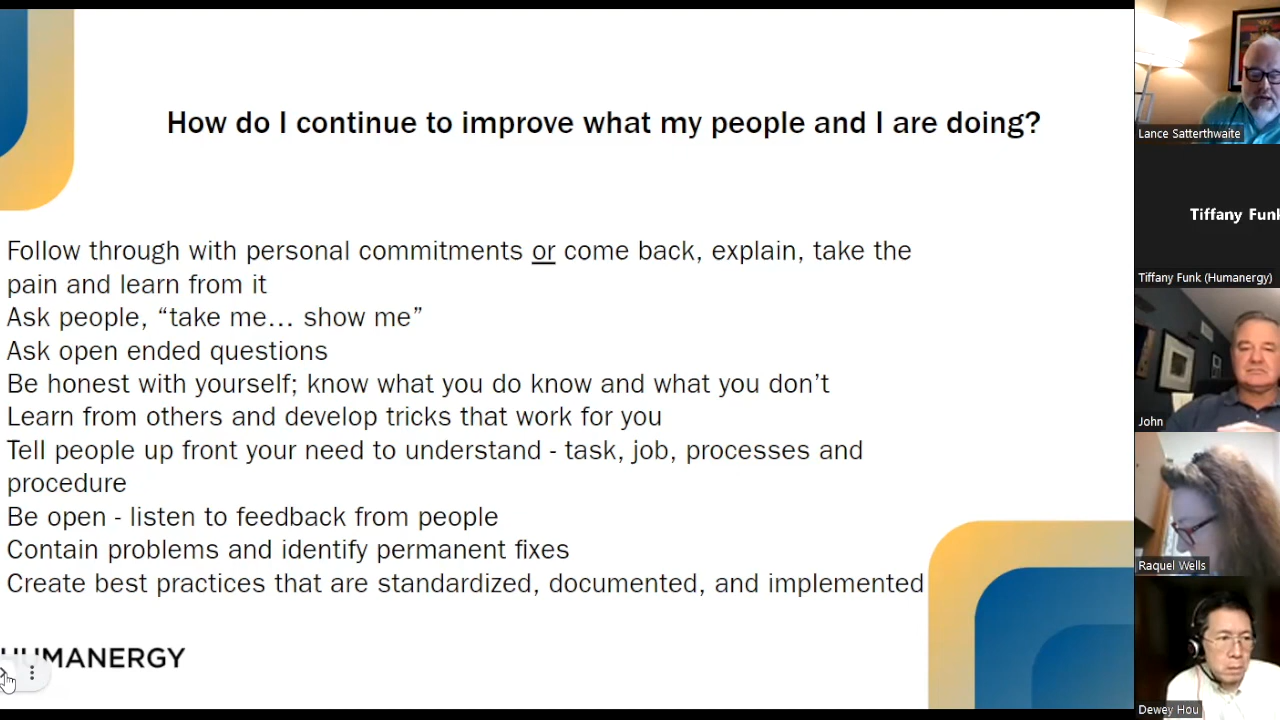 How do I continue to improve what my people and I are doing?
Follow through with personal commitments or come back, explain, take the
pain and learn from it
Ask people, “take me… show me”
Ask open ended questions
Be honest with yourself; know what you do know and what you don’t
Learn from others and develop tricks that work for you
Tell people up front your need to understand - task, job, processes and
procedure
Be open - listen to feedback from people
Contain problems and identify permanent fixes
Create best practices that are standardized, documented, and implemented
HUMANERGY
Lance Satterthwaite
Tiffany Funk
Tiffany Funk (Humanergy)
John
Raquel Wells
Dewey Hou